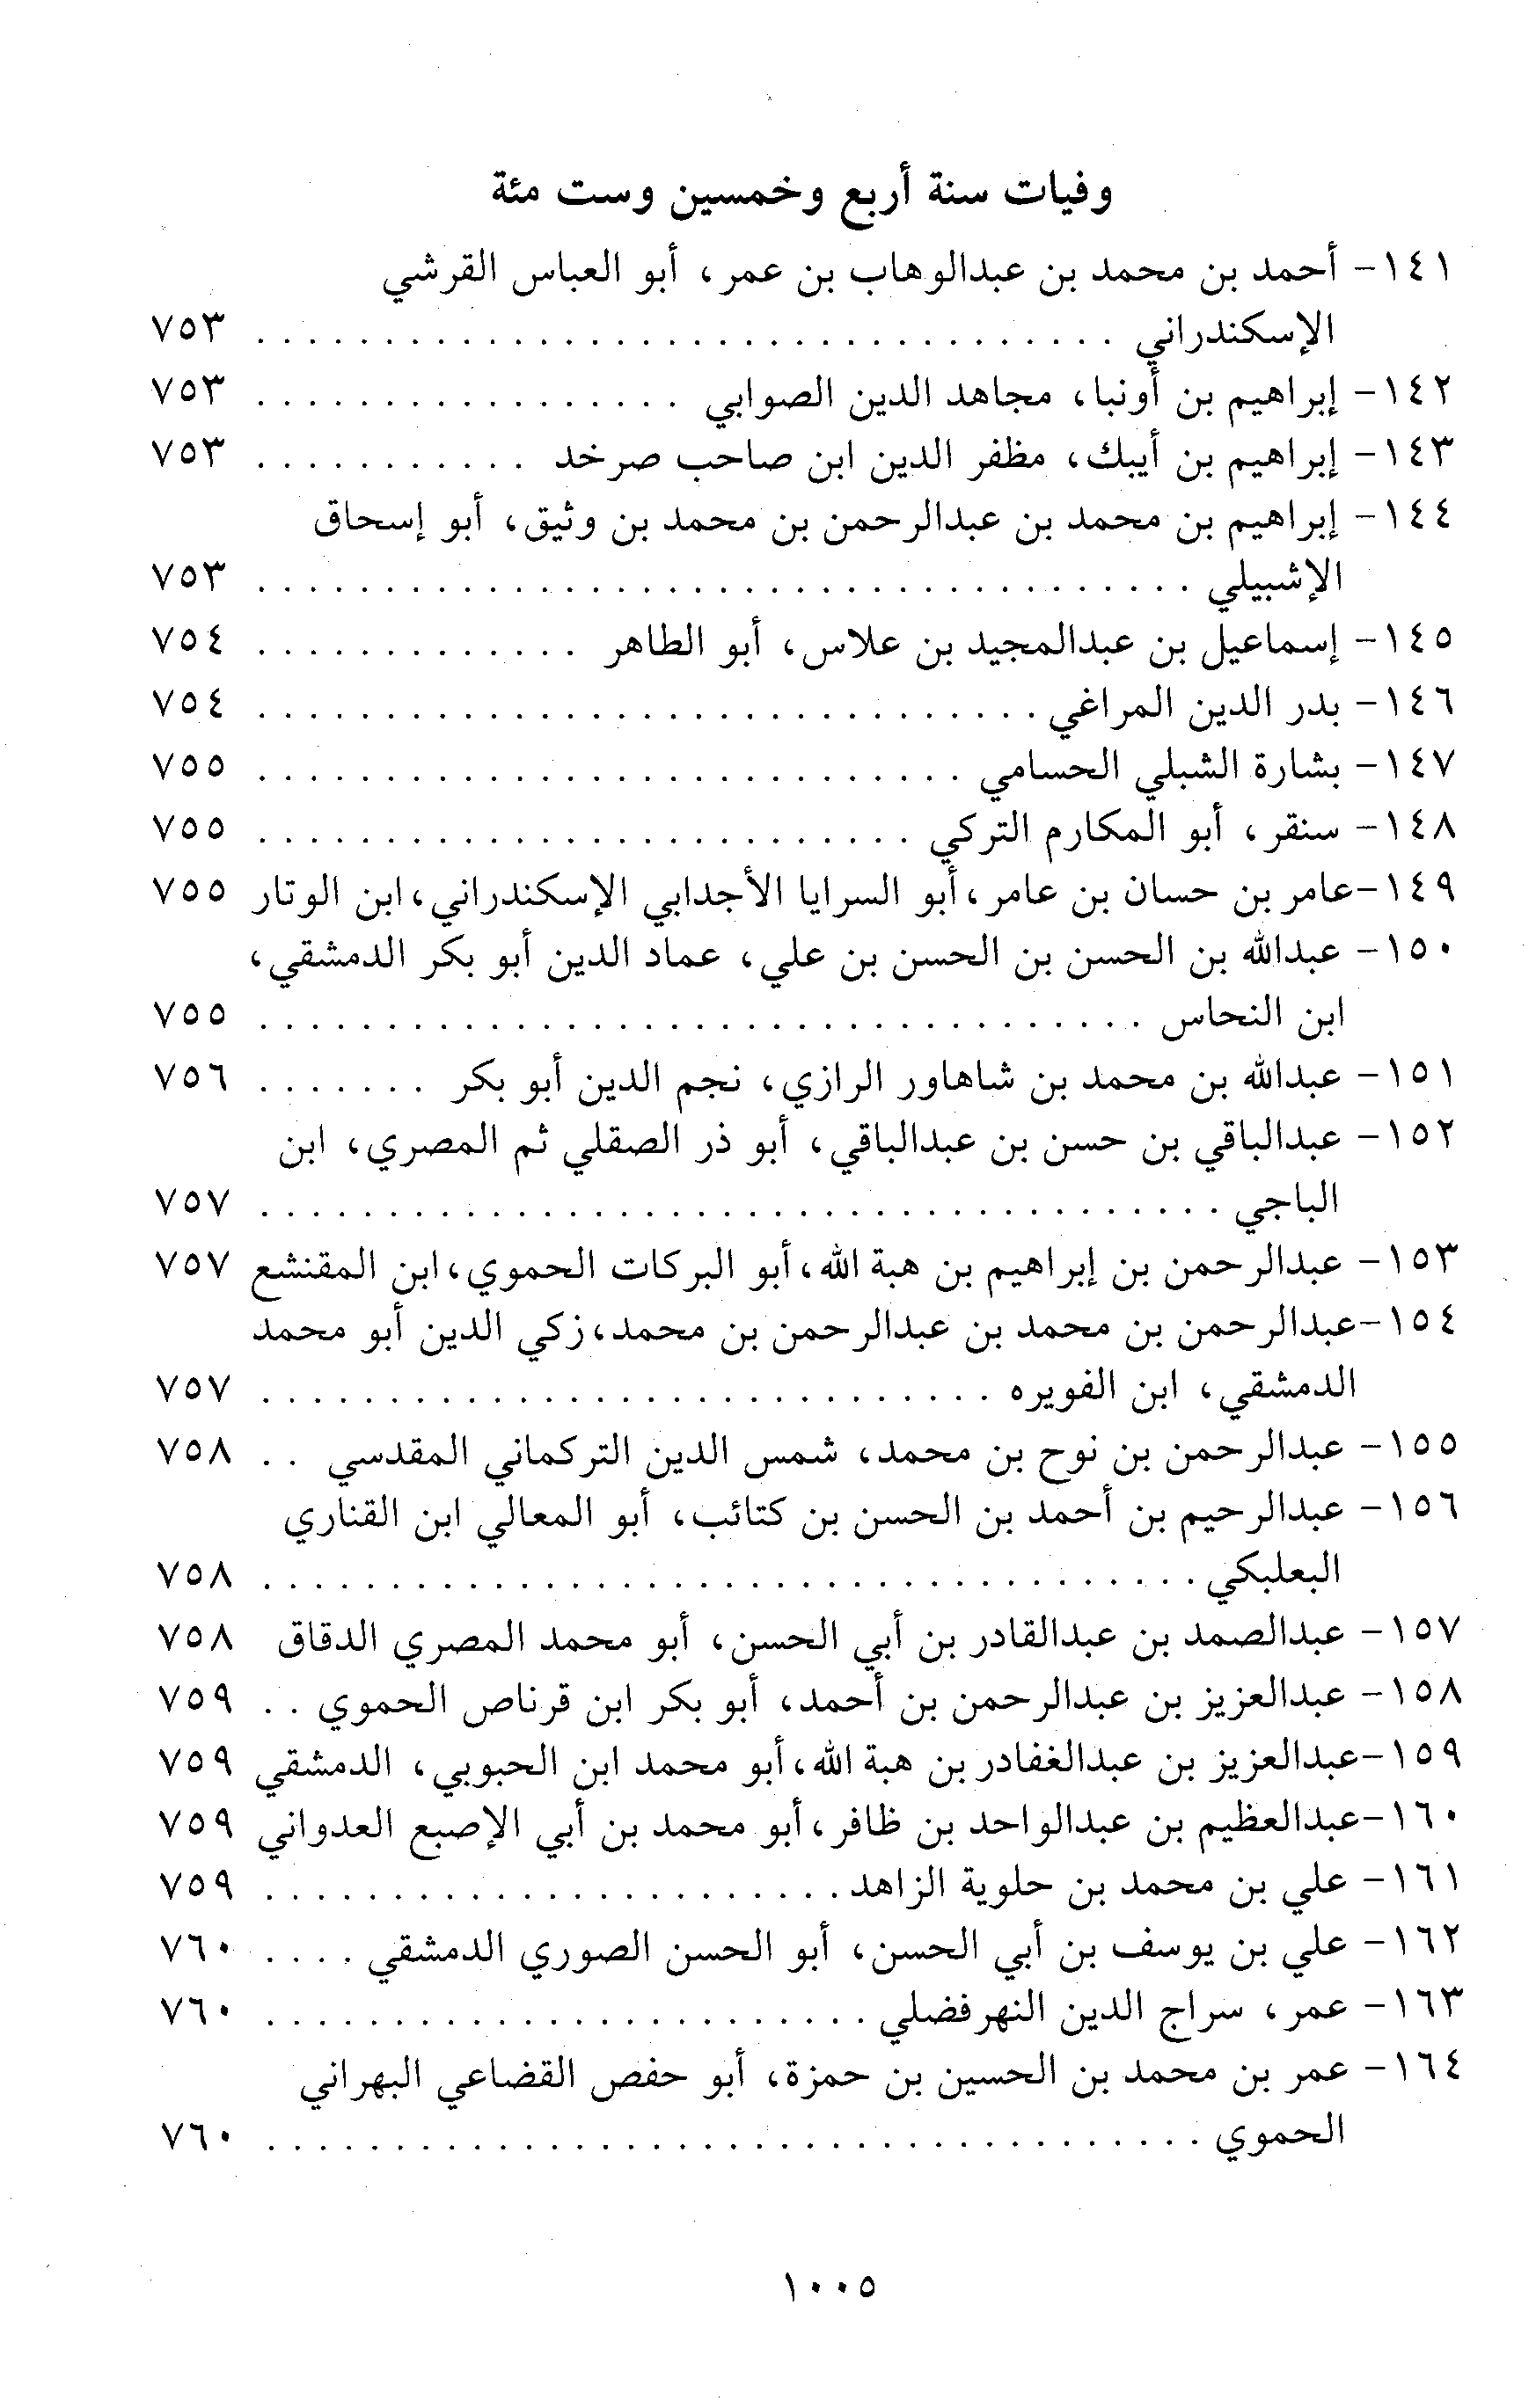 وفيات سنة أربع وخمسين وست مئة
١٤١- أحمد بن محمد بن عبدالوهاب بن عمر، أبو العباس القرشي
الإسكندراني . . . . . . . . . . . . . . . . . . . . . . . . . . . . . . . . . . ٧٥٣
١٤٢- إبراهيم بن أونبا، مجاهد الدين الصوابي . . . . . . . . . . . . . . . . . ٧٥٣
١٤٣- إبراهيم بن أيبك، مظفر الدين ابن صاحب صرخد . . . . . . . . . . . ٧٥٣
١٤٤- إبراهيم بن محمد بن عبدالرحمن بن محمد بن وثيق، أبو إسحاق
الإشبيلي . . . . . . . . . . . . . . . . . . . . . . . . . . . . . . . . . . . . . ٧٥٣
١٤٥- إسماعيل بن عبدالمجيد بن علاس، أبو الطاهر . . . . . . . . . . . . . ٧٥٤
١٤٦- بدر الدين المراغي . . . . . . . . . . . . . . . . . . . . . . . . . . . . . . . ٧٥٤
١٤٧- بشارة الشبلي الحسامي . . . . . . . . . . . . . . . . . . . . . . . . . . . . ٧٥٥
١٤٨- سنقر، أبو المكارم التركي . . . . . . . . . . . . . . . . . . . . . . . . . . ٧٥٥
١٤٩-عامر بن حسان بن عامر،أبو السرايا الأجدابي الإسكندراني،ابن الوتار ٧٥٥
١٥٠- عبدالله بن الحسن بن الحسن بن علي، عماد الدين أبو بكر الدمشقي،
ابن النحاس . . . . . . . . . . . . . . . . . . . . . . . . . . . . . . . . . . . ٧٥٥
١٥١- عبدالله بن محمد بن شاهاور الرازي، نجم الدين أبو بكر . . . . . . . ٧٥٦
١٥٢- عبدالباقي بن حسن بن عبدالباقي، أبو ذر الصقلي ثم المصري، ابن
الباجي . . . . . . . . . . . . . . . . . . . . . . . . . . . . . . . . . . . . . . ٧٥٧
١٥٣- عبدالرحمن بن إبراهيم بن هبة الله،أبو البركات الحموي،ابن المقنشع ٧٥٧
١٥٤-عبدالرحمن بن محمد بن عبدالرحمن بن محمد،زكي الدين أبو محمد
الدمشقي، ابن الفويره . . . . . . . . . . . . . . . . . . . . . . . . . . . . . ٧٥٧
١٥٥- عبدالرحمن بن نوح بن محمد، شمس الدين التركماني المقدسي . . ٧٥٨
١٥٦- عبدالرحيم بن أحمد بن الحسن بن كتائب، أبو المعالي ابن القناري
البعلبكي . . . . . . . . . . . . . . . . . . . . . . . . . . . . . . . . . . . . . ٧٥٨
١٥٧- عبدالصمد بن عبدالقادر بن أبي الحسن، أبو محمد المصري الدقاق ٧٥٨
١٥٨- عبدالعزيز بن عبدالرحمن بن أحمد، أبو بكر ابن قرناص الحموي . . ٧٥٩
١٥٩-عبدالعزيز بن عبدالغفادر بن هبة الله،أبو محمد ابن الحبوبي، الدمشقي ٧٥٩
١٦٠-عبدالعظيم بن عبدالواحد بن ظافر،أبو محمد بن أبي الإصبع العدواني ٧٥٩
١٦١- علي بن محمد بن حلوية الزاهد . . . . . . . . . . . . . . . . . . . . . . . ٧٥٩
١٦٢- علي بن يوسف بن أبي الحسن، أبو الحسن الصوري الدمشقي . . . . ٧٦٠
١٦٣- عمر، سراج الدين النهرفضلي . . . . . . . . . . . . . . . . . . . . . . . . ٧٦٠
١٦٤- عمر بن محمد بن الحسين بن حمزة، أبو حفص القضاعي البهراني
الحموي . . . . . . . . . . . . . . . . . . . . . . . . . . . . . . . . . . . . . ٧٦٠
١٠٠٥